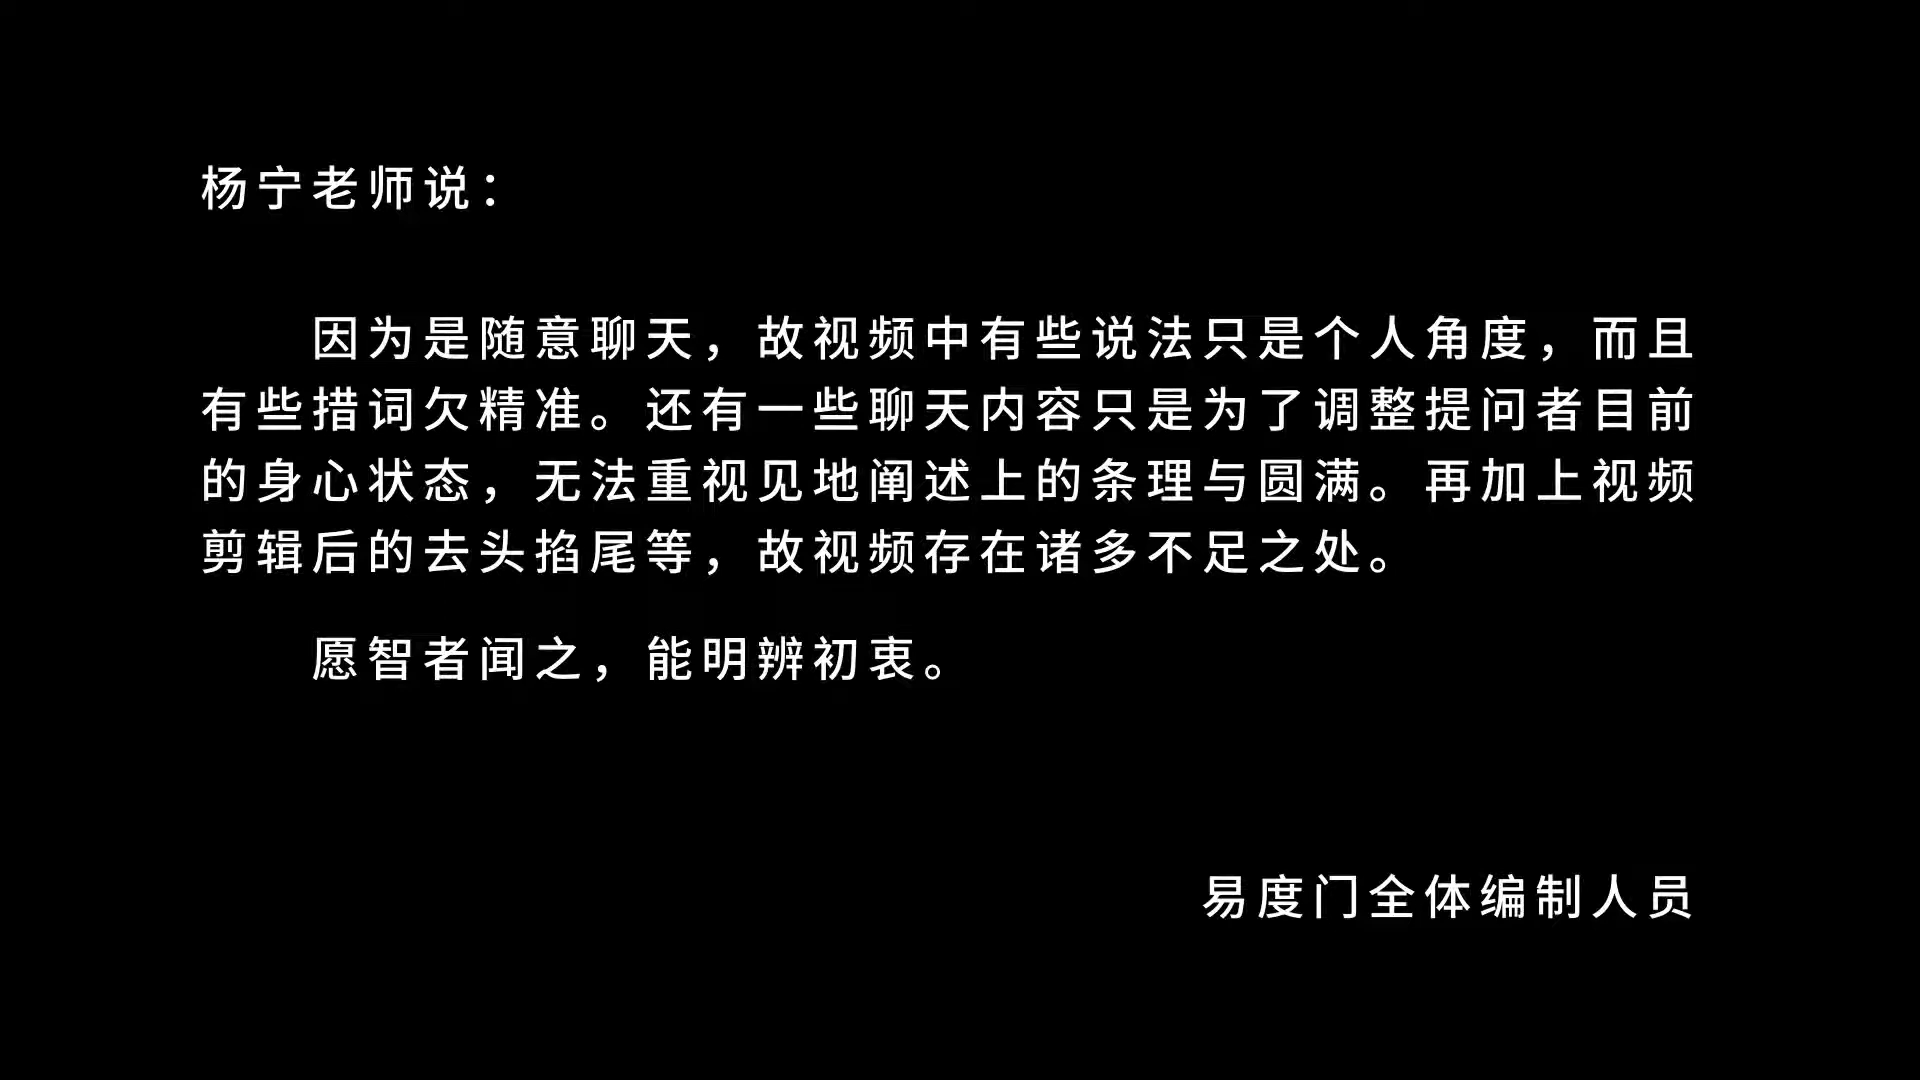 杨宁老师说：
因为是随意聊天，故视频中有些说法只是个人角度，而且
有些措词欠精准。还有一些聊天内容只是为了调整提问者目前
的身心状态，无法重视见地阐述上的条理与圆满。再加上视频
剪辑后的去头掐尾等，故视频存在诸多不足之处。
愿智者闻之，能明辨初衷。
易度门全体编制人员